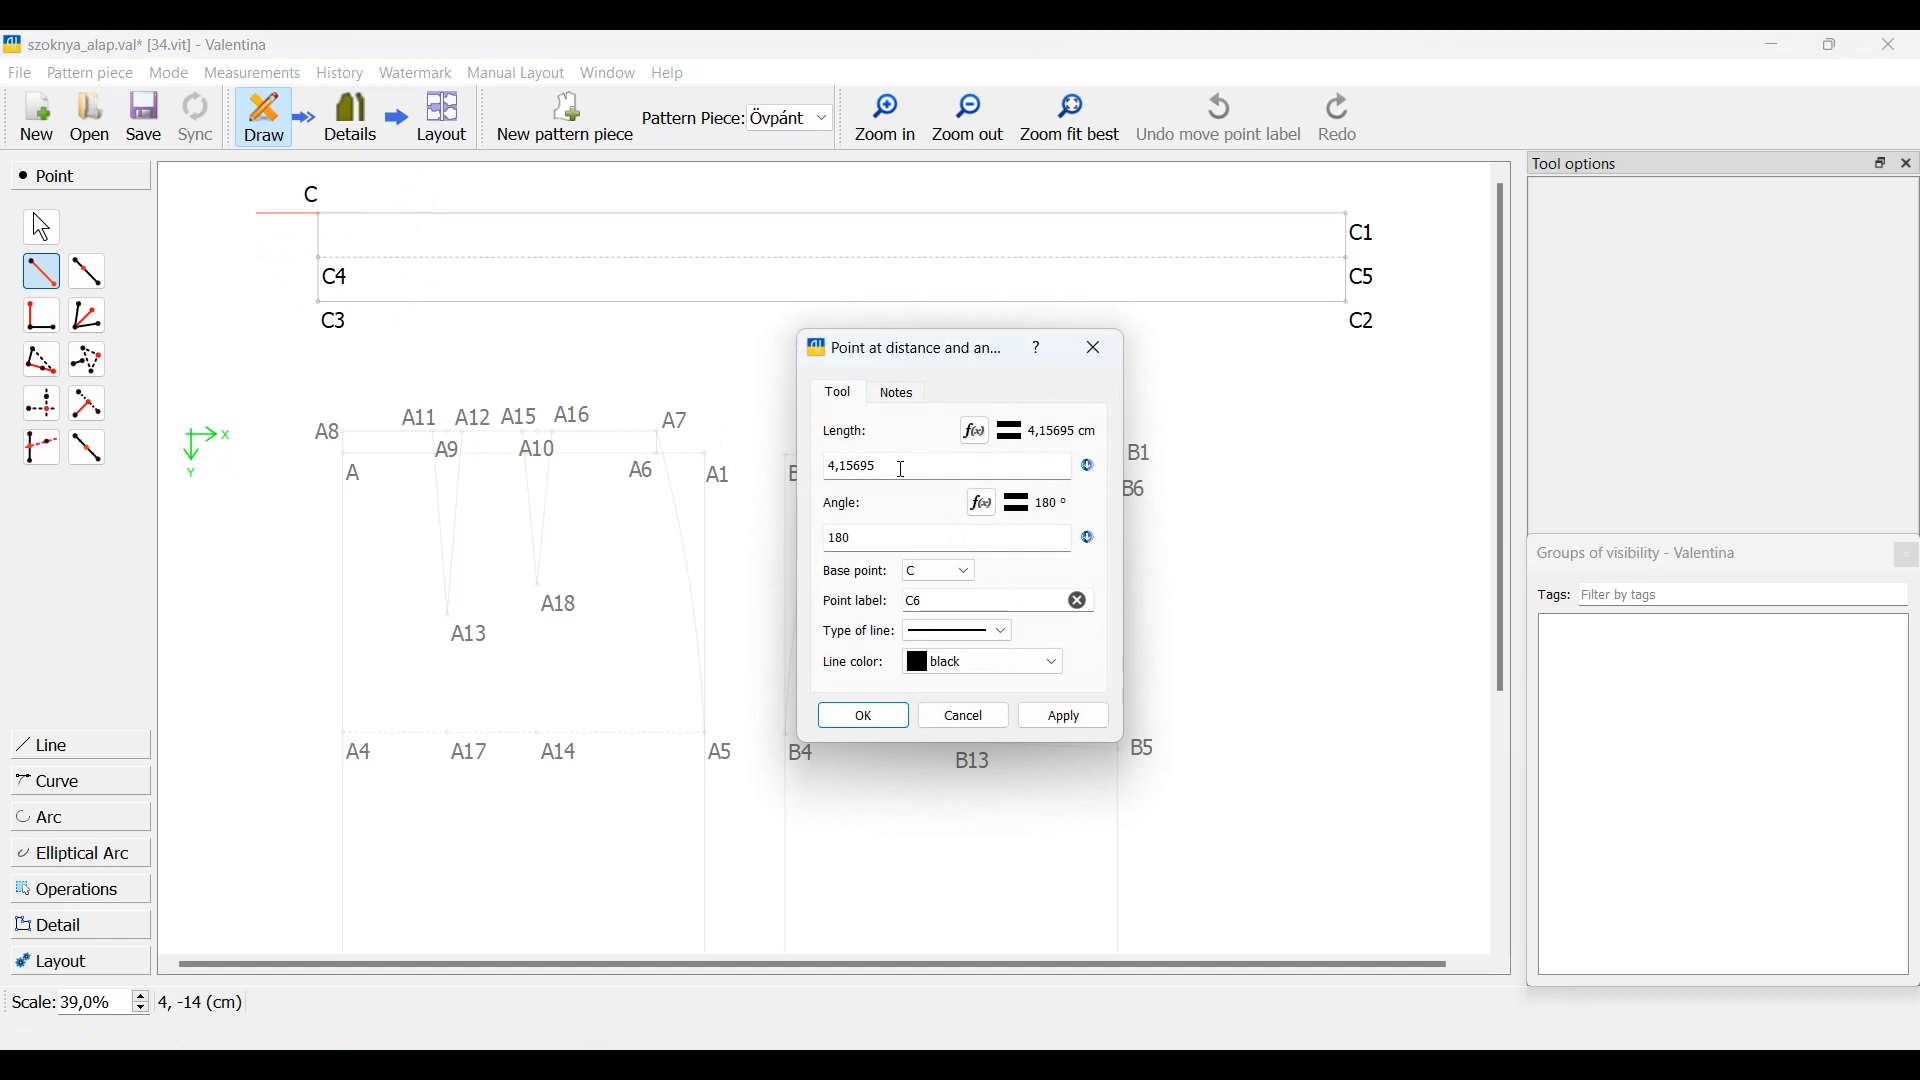 szoknya_alap.val* [34.vit] - Valentina
File Pattern piece Mode Measurements History Watermark Manual Layout Window Help
New Open Save Sync Draw Details Layout New pattern piece Pattern Piece: Övpánt Zoom in Zoom out Zoom fit best Undo move point label Redo
Point
Tool options
C
C1
C4
C5
C3
C2
Point at distance and an... ?
Tool Notes
Length: f(x) 4,15695 cm
4,15695
Angle: f(x) 180 °
180
Base point: C
Point label: C6
Type of line:
Line color: black
OK Cancel Apply
X
Y
A8
A11
A12
A15
A16
A7
A9
A10
A
A6
A1
A18
A13
A4
A17
A14
A5
B1
B6
B4
B13
B5
Groups of visibility - Valentina
Tags: Filter by tags
Line
Curve
Arc
Elliptical Arc
Operations
Detail
Layout
Scale: 39,0% 4, -14 (cm)